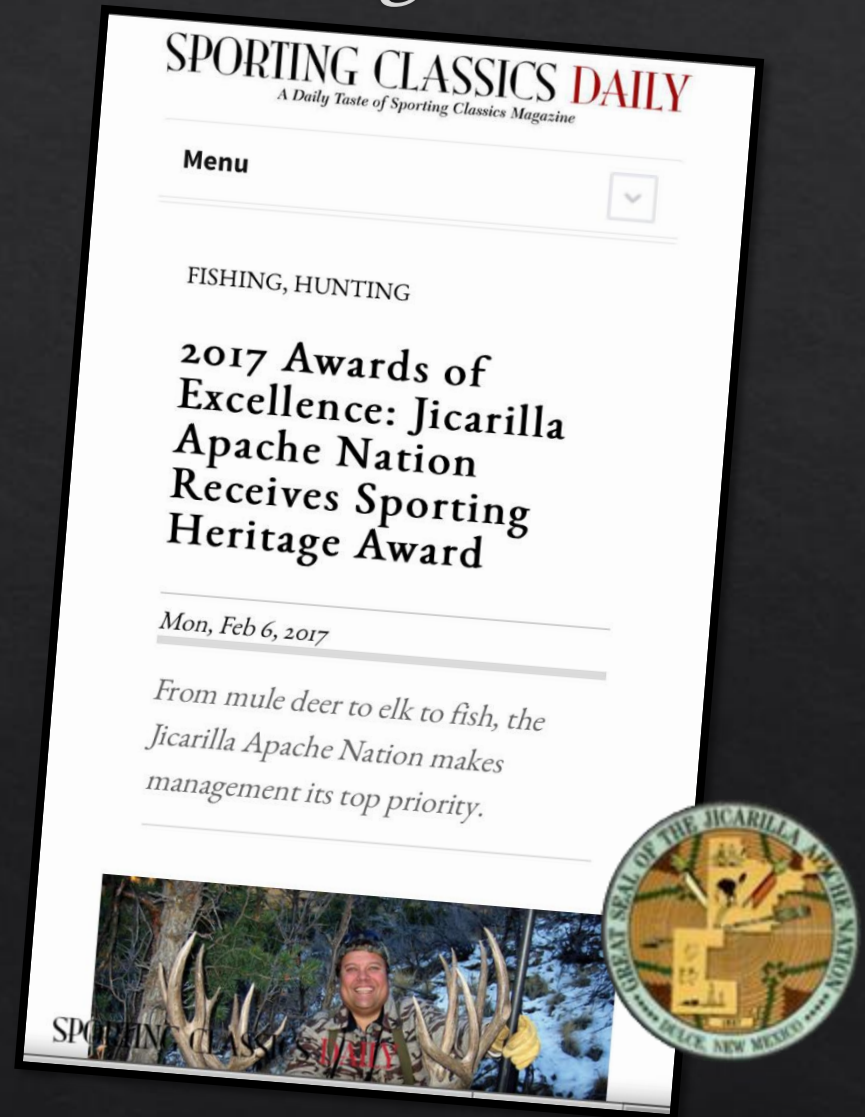 SPORTING CLASSICS DAILY
A Daily Taste of Sporting Classics Magazine
Menu
FISHING, HUNTING
2017 Awards of
Excellence: Jicarilla
Apache Nation
Receives Sporting
Heritage Award
Mon, Feb 6, 2017
From mule deer to elk to fish, the
Jicarilla Apache Nation makes
management its top priority.
SPORTING CLASSICS DAILY
GREAT SEAL OF THE JICARILLA APACHE NATION
DULCE, NEW MEXICO